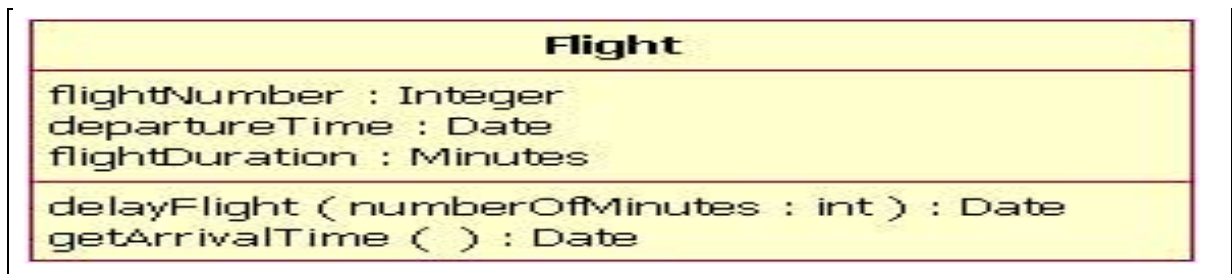 Flight
flightNumber : Integer
departureTime : Date
flightDuration : Minutes
delayFlight ( numberOfMinutes : int ) : Date
getArrivalTime ( ) : Date